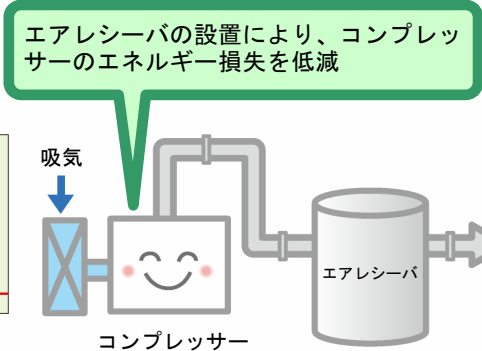 エアレシーバの設置により、コンプレッ
サーのエネルギー損失を低減
吸気
エアレシーバ
コンプレッサー